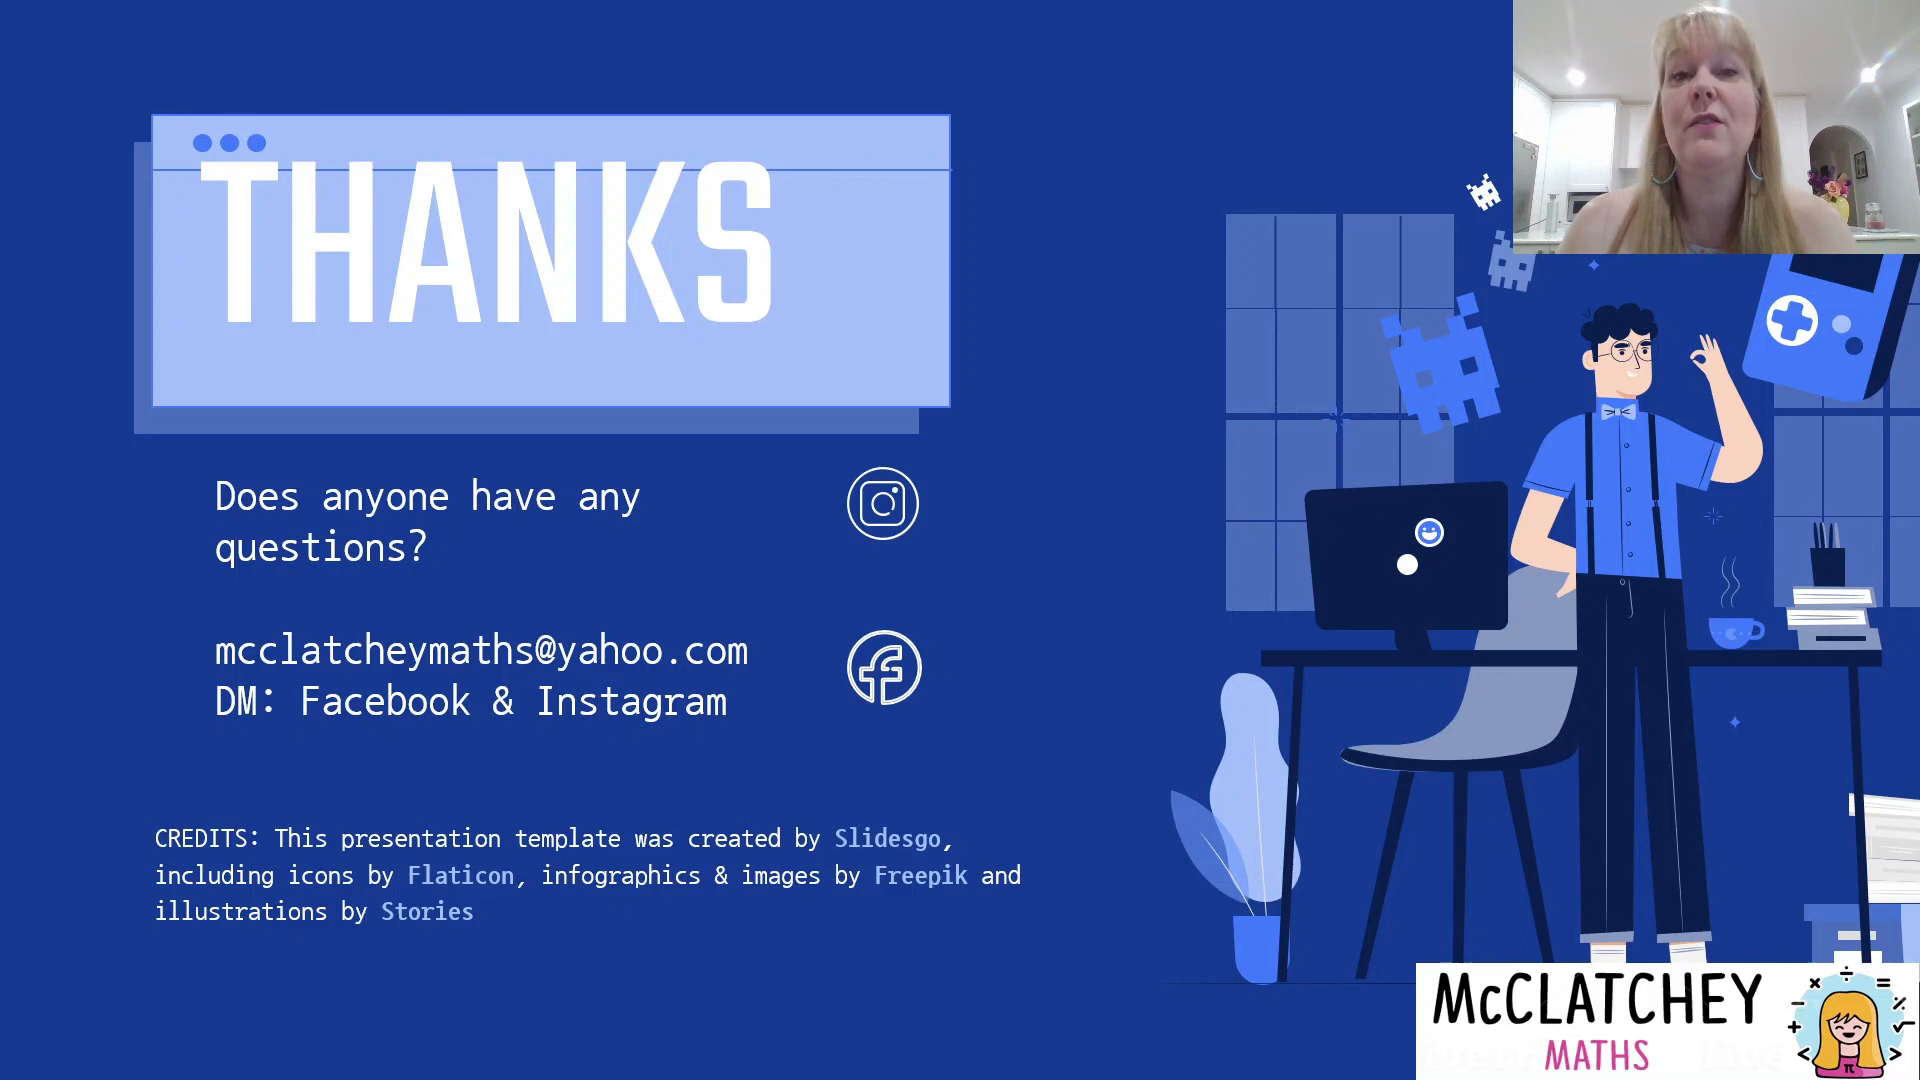 THANKS
Does anyone have any
questions?
mcclatcheymaths@yahoo.com
DM: Facebook & Instagram
CREDITS: This presentation template was created by Slidesgo,
including icons by Flaticon, infographics & images by Freepik and
illustrations by Stories
McCLATCHEY
MATHS
π